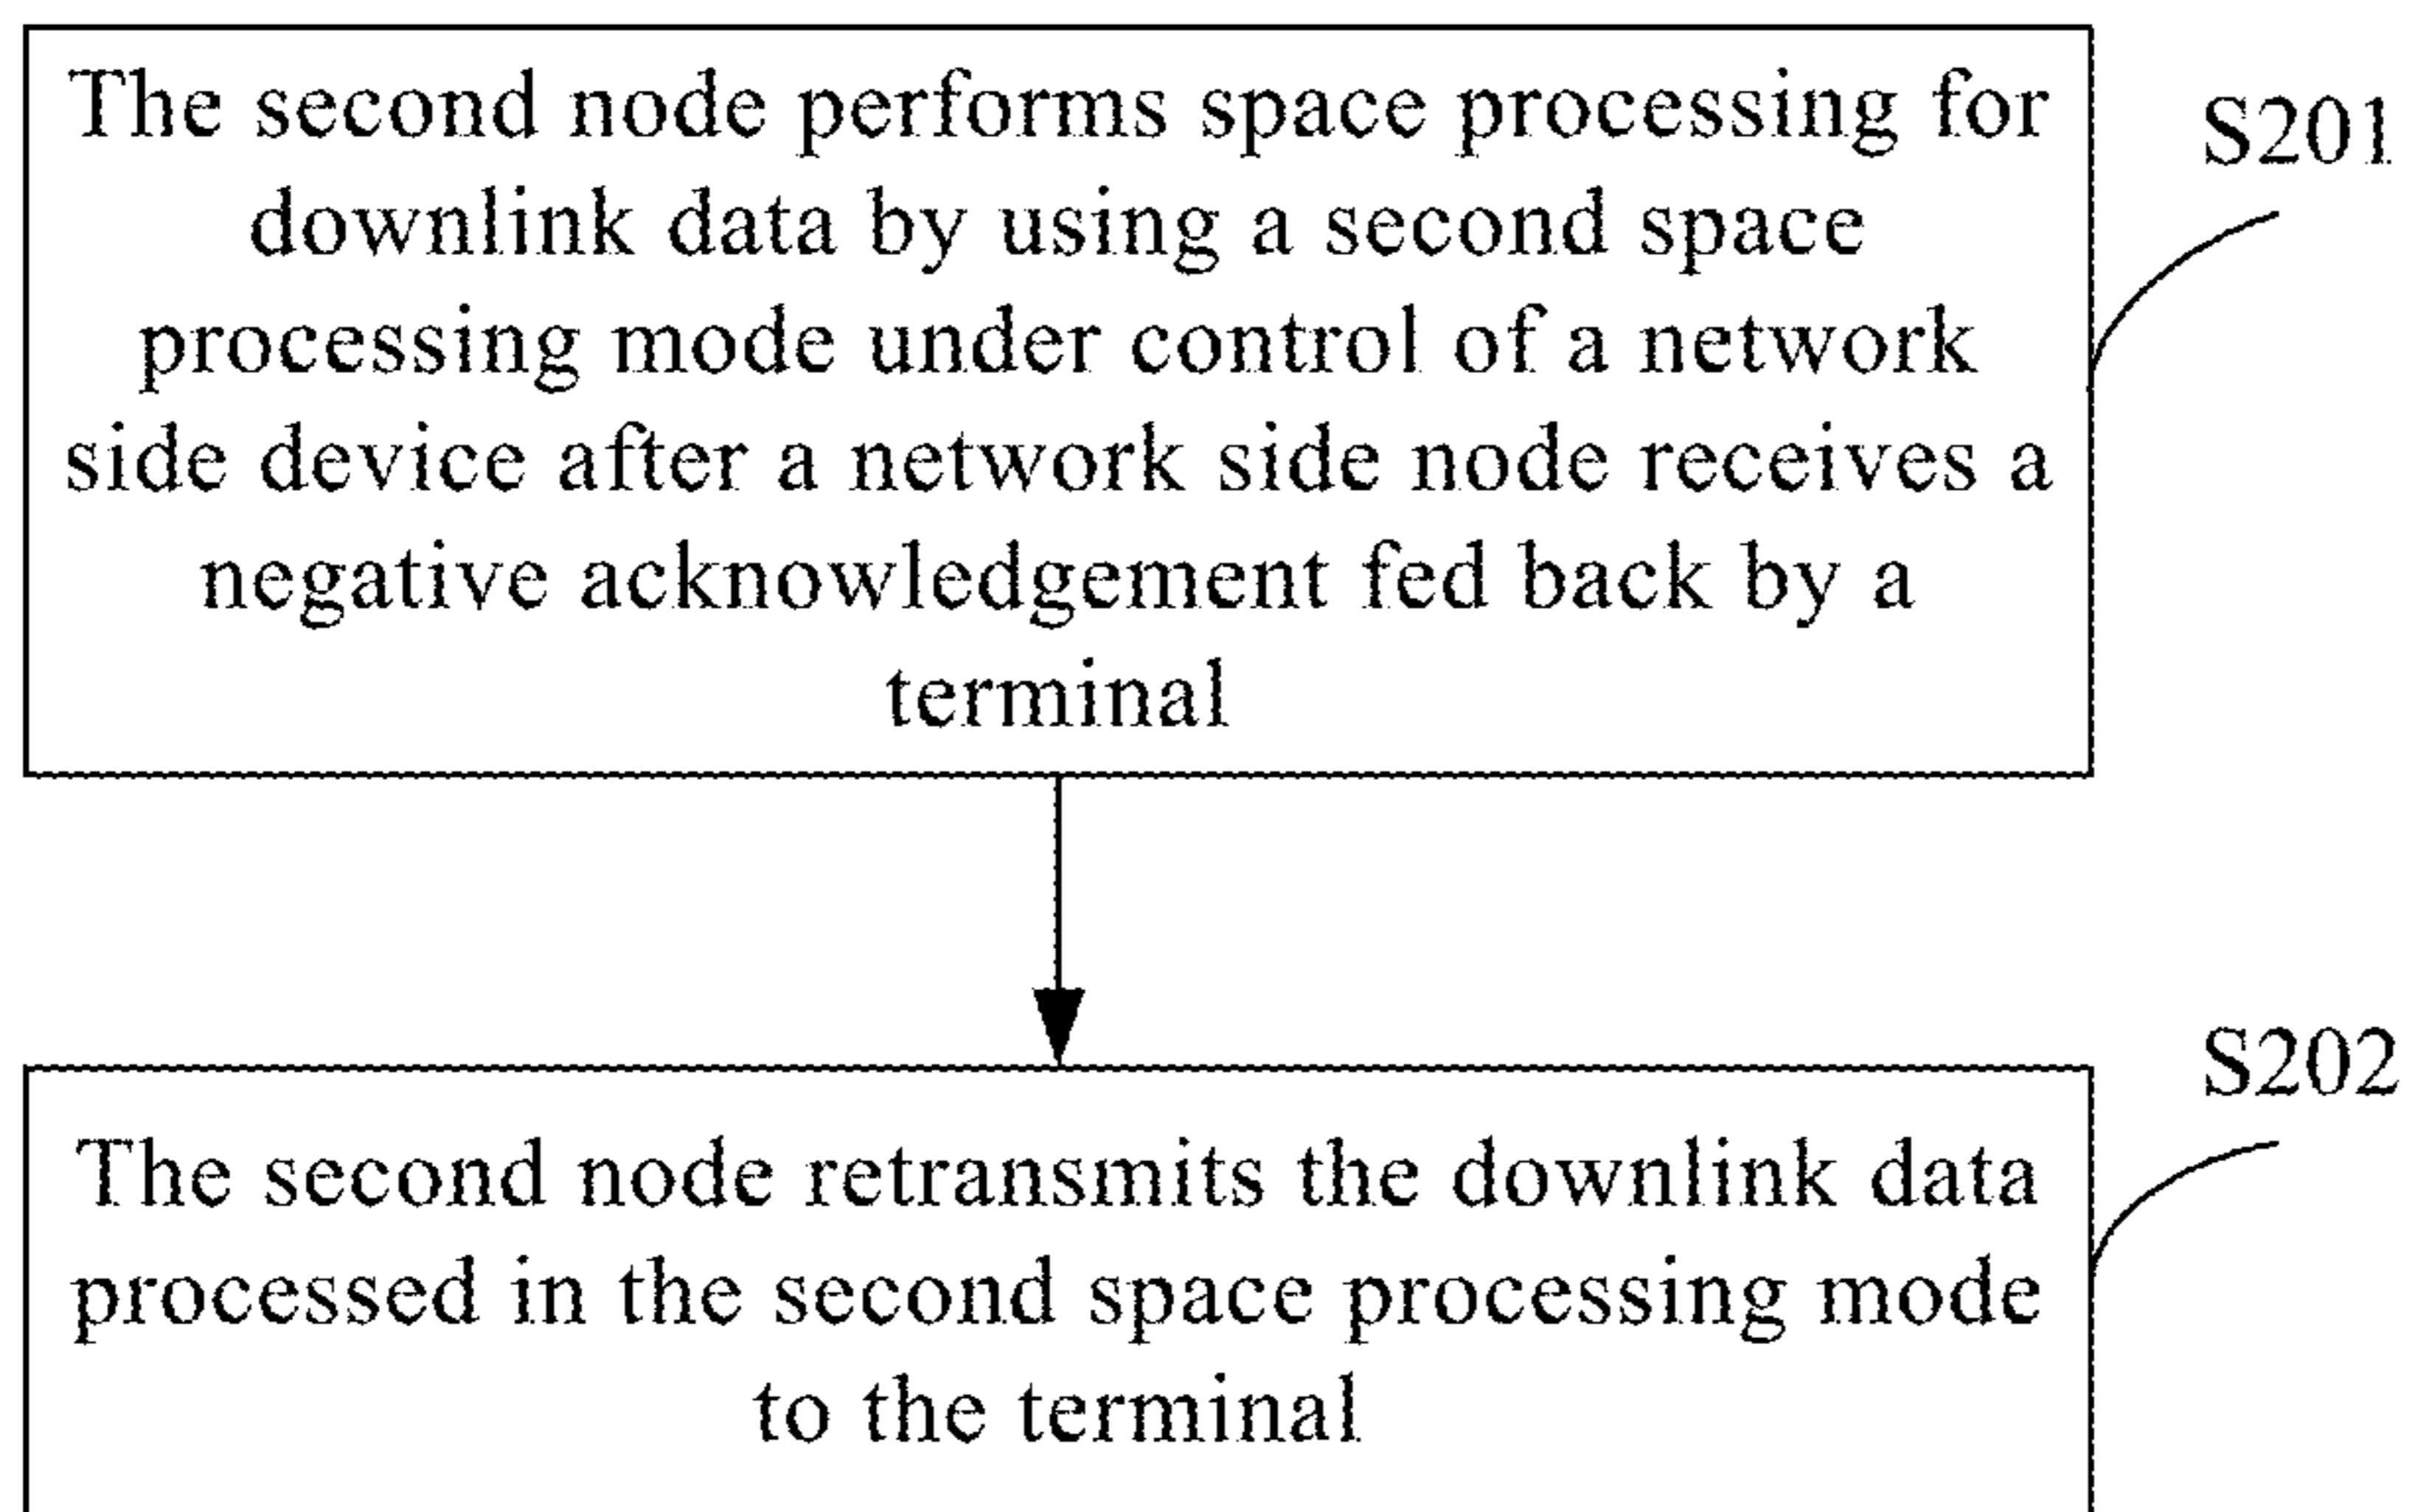 The second node performs space processing for
downlink data by using a second space
processing mode under control of a network
side device after a network side node receives a
negative acknowledgement fed back by a
terminal
S201
The second node retransmits the downlink data
processed in the second space processing mode
to the terminal
S202